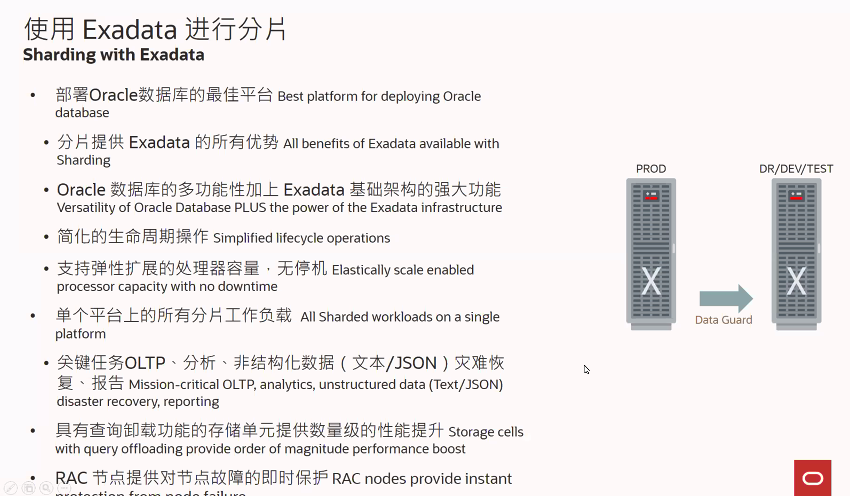 使用 Exadata 进行分片
Sharding with Exadata
• 部署Oracle数据库的最佳平台 Best platform for deploying Oracle
database
• 分片提供 Exadata 的所有优势 All benefits of Exadata available with
Sharding
• Oracle 数据库的多功能性加上 Exadata 基础架构的强大功能
Versatility of Oracle Database PLUS the power of the Exadata infrastructure
• 简化的生命周期操作 Simplified lifecycle operations
• 支持弹性扩展的处理器容量，无停机 Elastically scale enabled
processor capacity with no downtime
• 单个平台上的所有分片工作负载 All Sharded workloads on a single
platform
• 关键任务OLTP、分析、非结构化数据（文本/JSON）灾难恢
复、报告 Mission-critical OLTP, analytics, unstructured data (Text/JSON)
disaster recovery, reporting
• 具有查询卸载功能的存储单元提供数量级的性能提升 Storage cells
with query offloading provide order of magnitude performance boost
• RAC 节点提供对节点故障的即时保护 RAC nodes provide instant
protection from node failure
PROD
DR/DEV/TEST
X
X
Data Guard